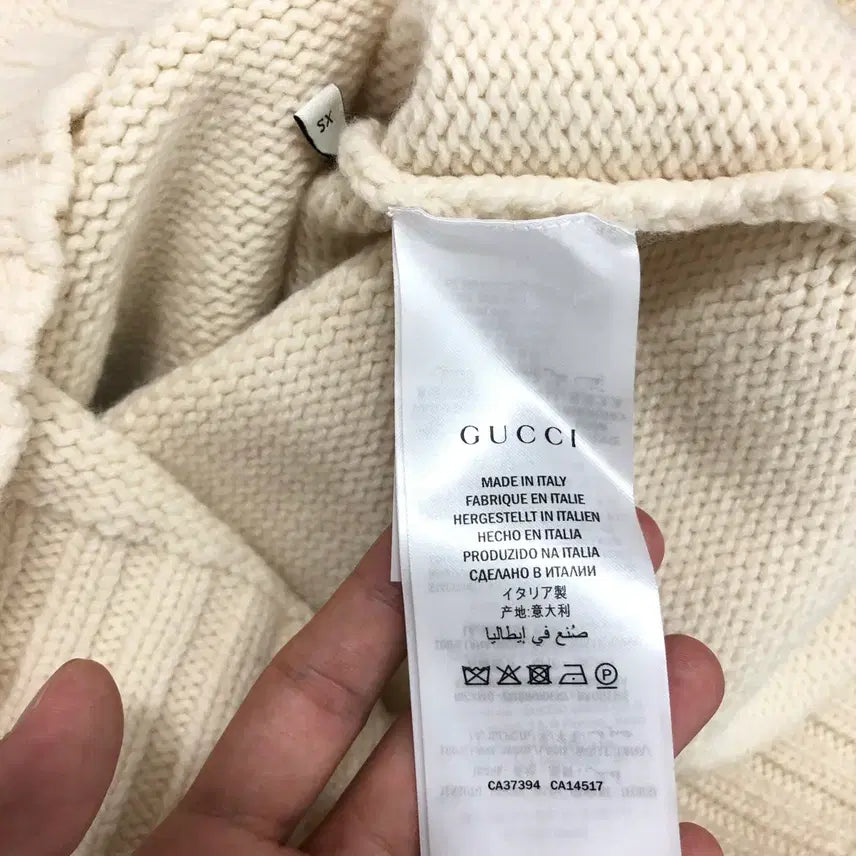 XS
GUCCI
MADE IN ITALY
FABRIQUE EN ITALIE
HERGESTELLT IN ITALIEN
HECHO EN ITALIA
PRODUZIDO NA ITALIA
СДЕЛАНО В ИТАЛИИ
イタリア製
产地:意大利
صُنع في إيطاليا
P
CA37394 CA14517